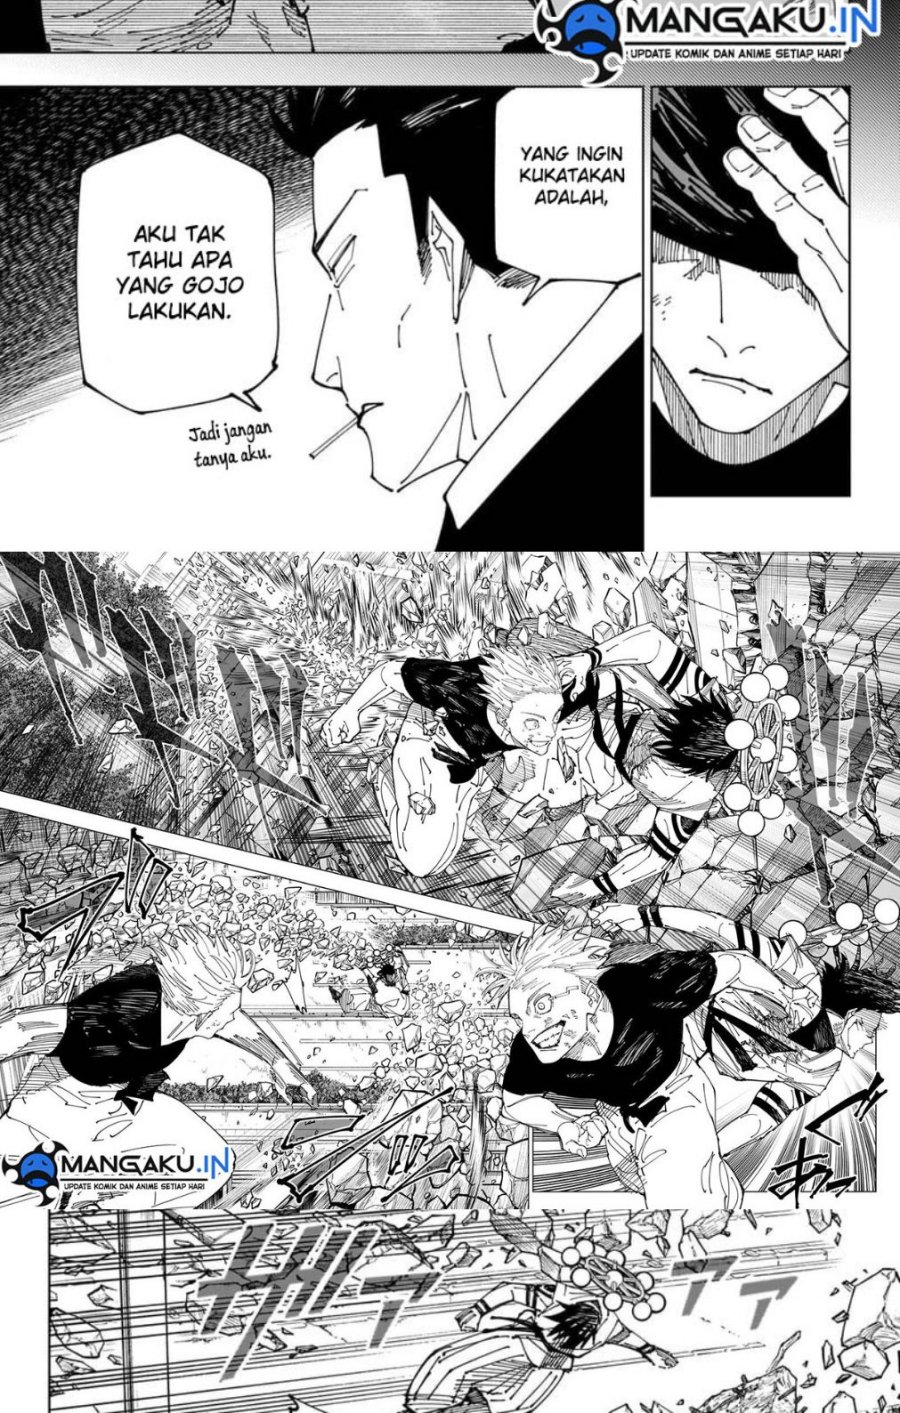 MANGAKU.IN
UPDATE KOMIK DAN ANIME SETIAP HARI
YANG INGIN
KUKATAKAN
ADALAH,
AKU TAK
TAHU APA
YANG GOJO
LAKUKAN.
Jadi jangan
tanya aku.
MANGAKU.IN
UPDATE KOMIK DAN ANIME SETIAP HARI